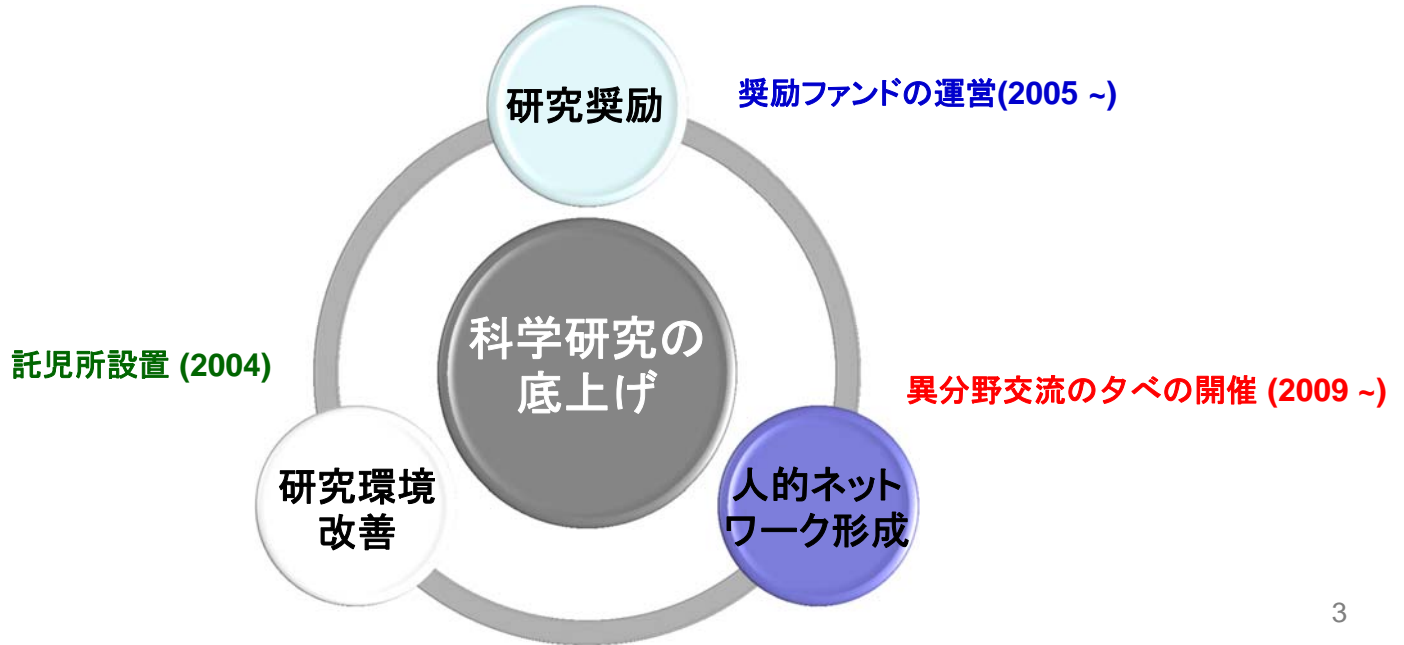 研究奨励
奨励ファンドの運営(2005 ~)
科学研究の
底上げ
託児所設置 (2004)
異分野交流の夕べの開催 (2009 ~)
研究環境
改善
人的ネット
ワーク形成
3